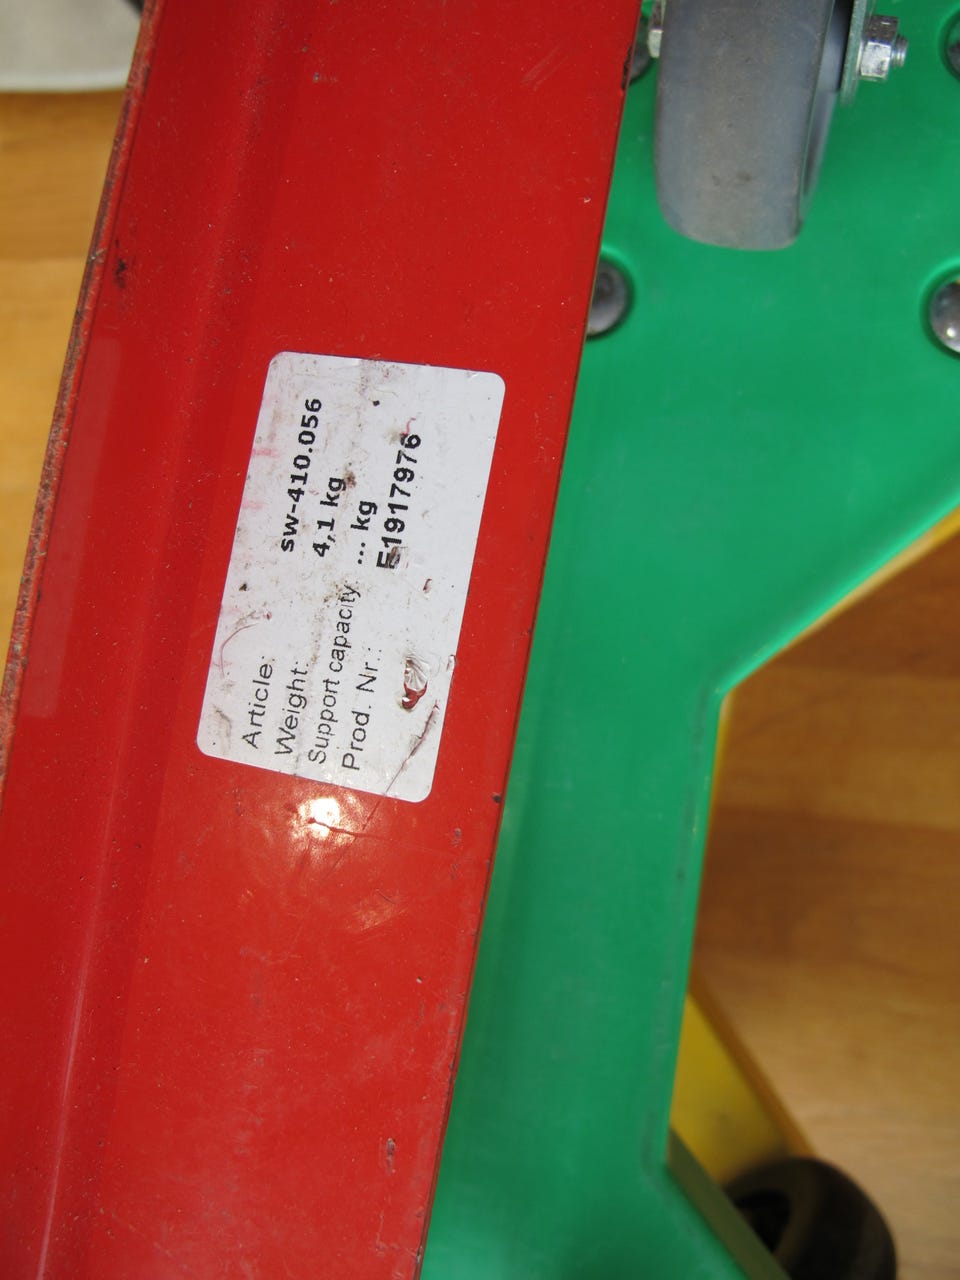 Article: sw-410.056
Weight: 4,1 kg
Support capacity: ... kg
Prod. Nr.: E1917976